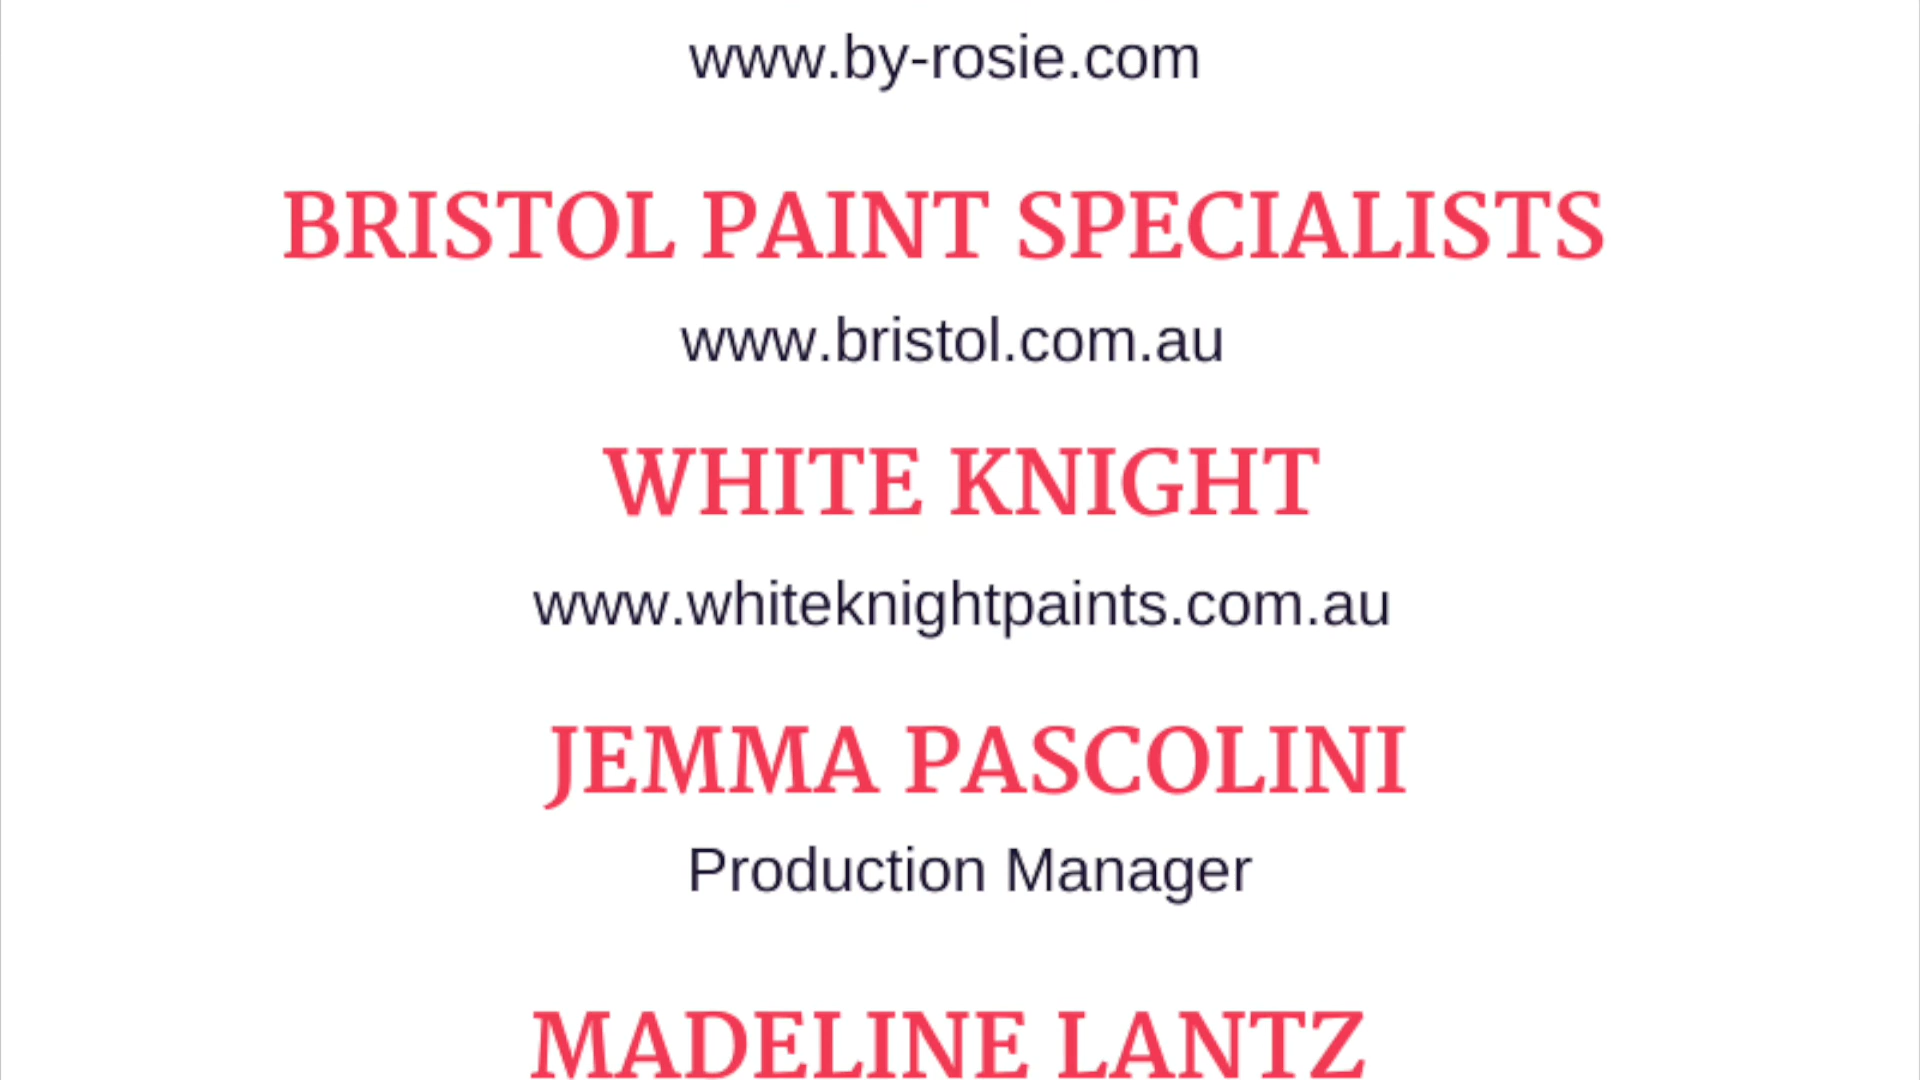 www.by-rosie.com
BRISTOL PAINT SPECIALISTS
www.bristol.com.au
WHITE KNIGHT
www.whiteknightpaints.com.au
JEMMA PASCOLINI
Production Manager
MADELINE LANTZ